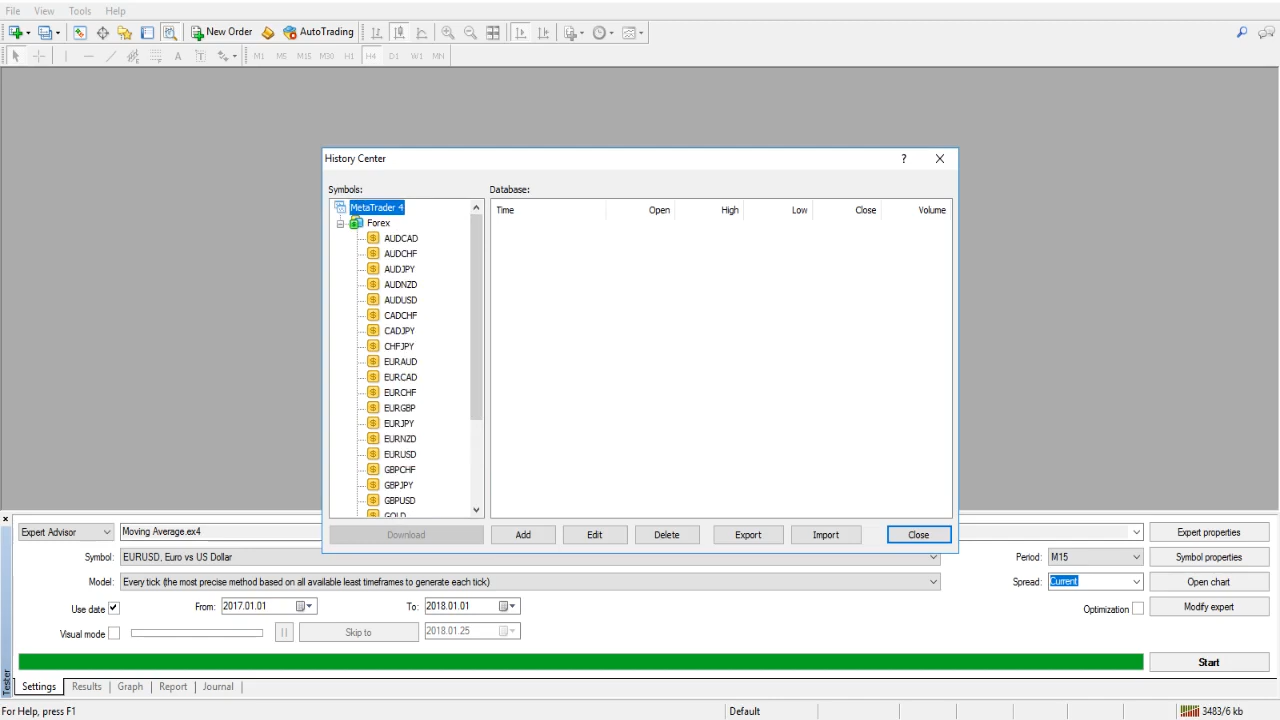 File View Tools Help
New Order AutoTrading
A T M1 M5 M15 M30 H1 H4 D1 W1 MN
History Center ?
Symbols: Database:
MetaTrader 4 Time Open High Low Close Volume
Forex
AUDCAD
AUDCHF
AUDJPY
AUDNZD
AUDUSD
CADCHF
CADJPY
CHFJPY
EURAUD
EURCAD
EURCHF
EURGBP
EURJPY
EURNZD
EURUSD
GBPCHF
GBPJPY
GBPUSD
GOLD
Download Add Edit Delete Export Import Close
Expert Advisor Moving Average.ex4 Expert properties
Symbol: EURUSD, Euro vs US Dollar Period: M15 Symbol properties
Model: Every tick (the most precise method based on all available least timeframes to generate each tick) Spread: Current Open chart
Use date From: 2017.01.01 To: 2018.01.01 Optimization Modify expert
Visual mode Skip to 2018.01.25
Start
Tester
Settings Results Graph Report Journal
For Help, press F1 Default 3483/6 kb